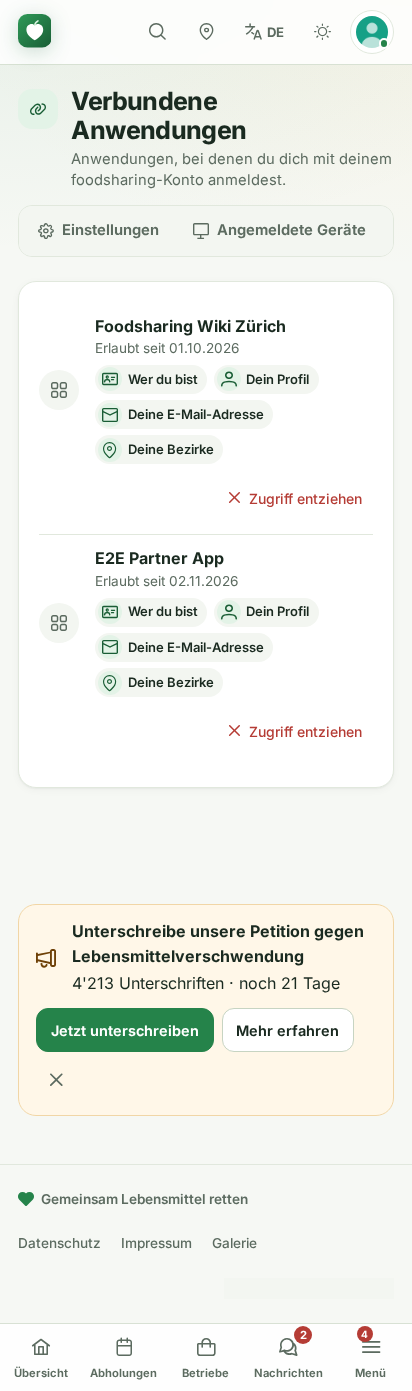 DE
Verbundene
Anwendungen
Anwendungen, bei denen du dich mit deinem
foodsharing-Konto anmeldest.
Einstellungen Angemeldete Geräte
Foodsharing Wiki Zürich
Erlaubt seit 01.10.2026
Wer du bist Dein Profil
Deine E-Mail-Adresse
Deine Bezirke
Zugriff entziehen
E2E Partner App
Erlaubt seit 02.11.2026
Wer du bist Dein Profil
Deine E-Mail-Adresse
Deine Bezirke
Zugriff entziehen
Unterschreibe unsere Petition gegen
Lebensmittelverschwendung
4'213 Unterschriften · noch 21 Tage
Jetzt unterschreiben Mehr erfahren
Gemeinsam Lebensmittel retten
Datenschutz Impressum Galerie
2 4
Übersicht Abholungen Betriebe Nachrichten Menü